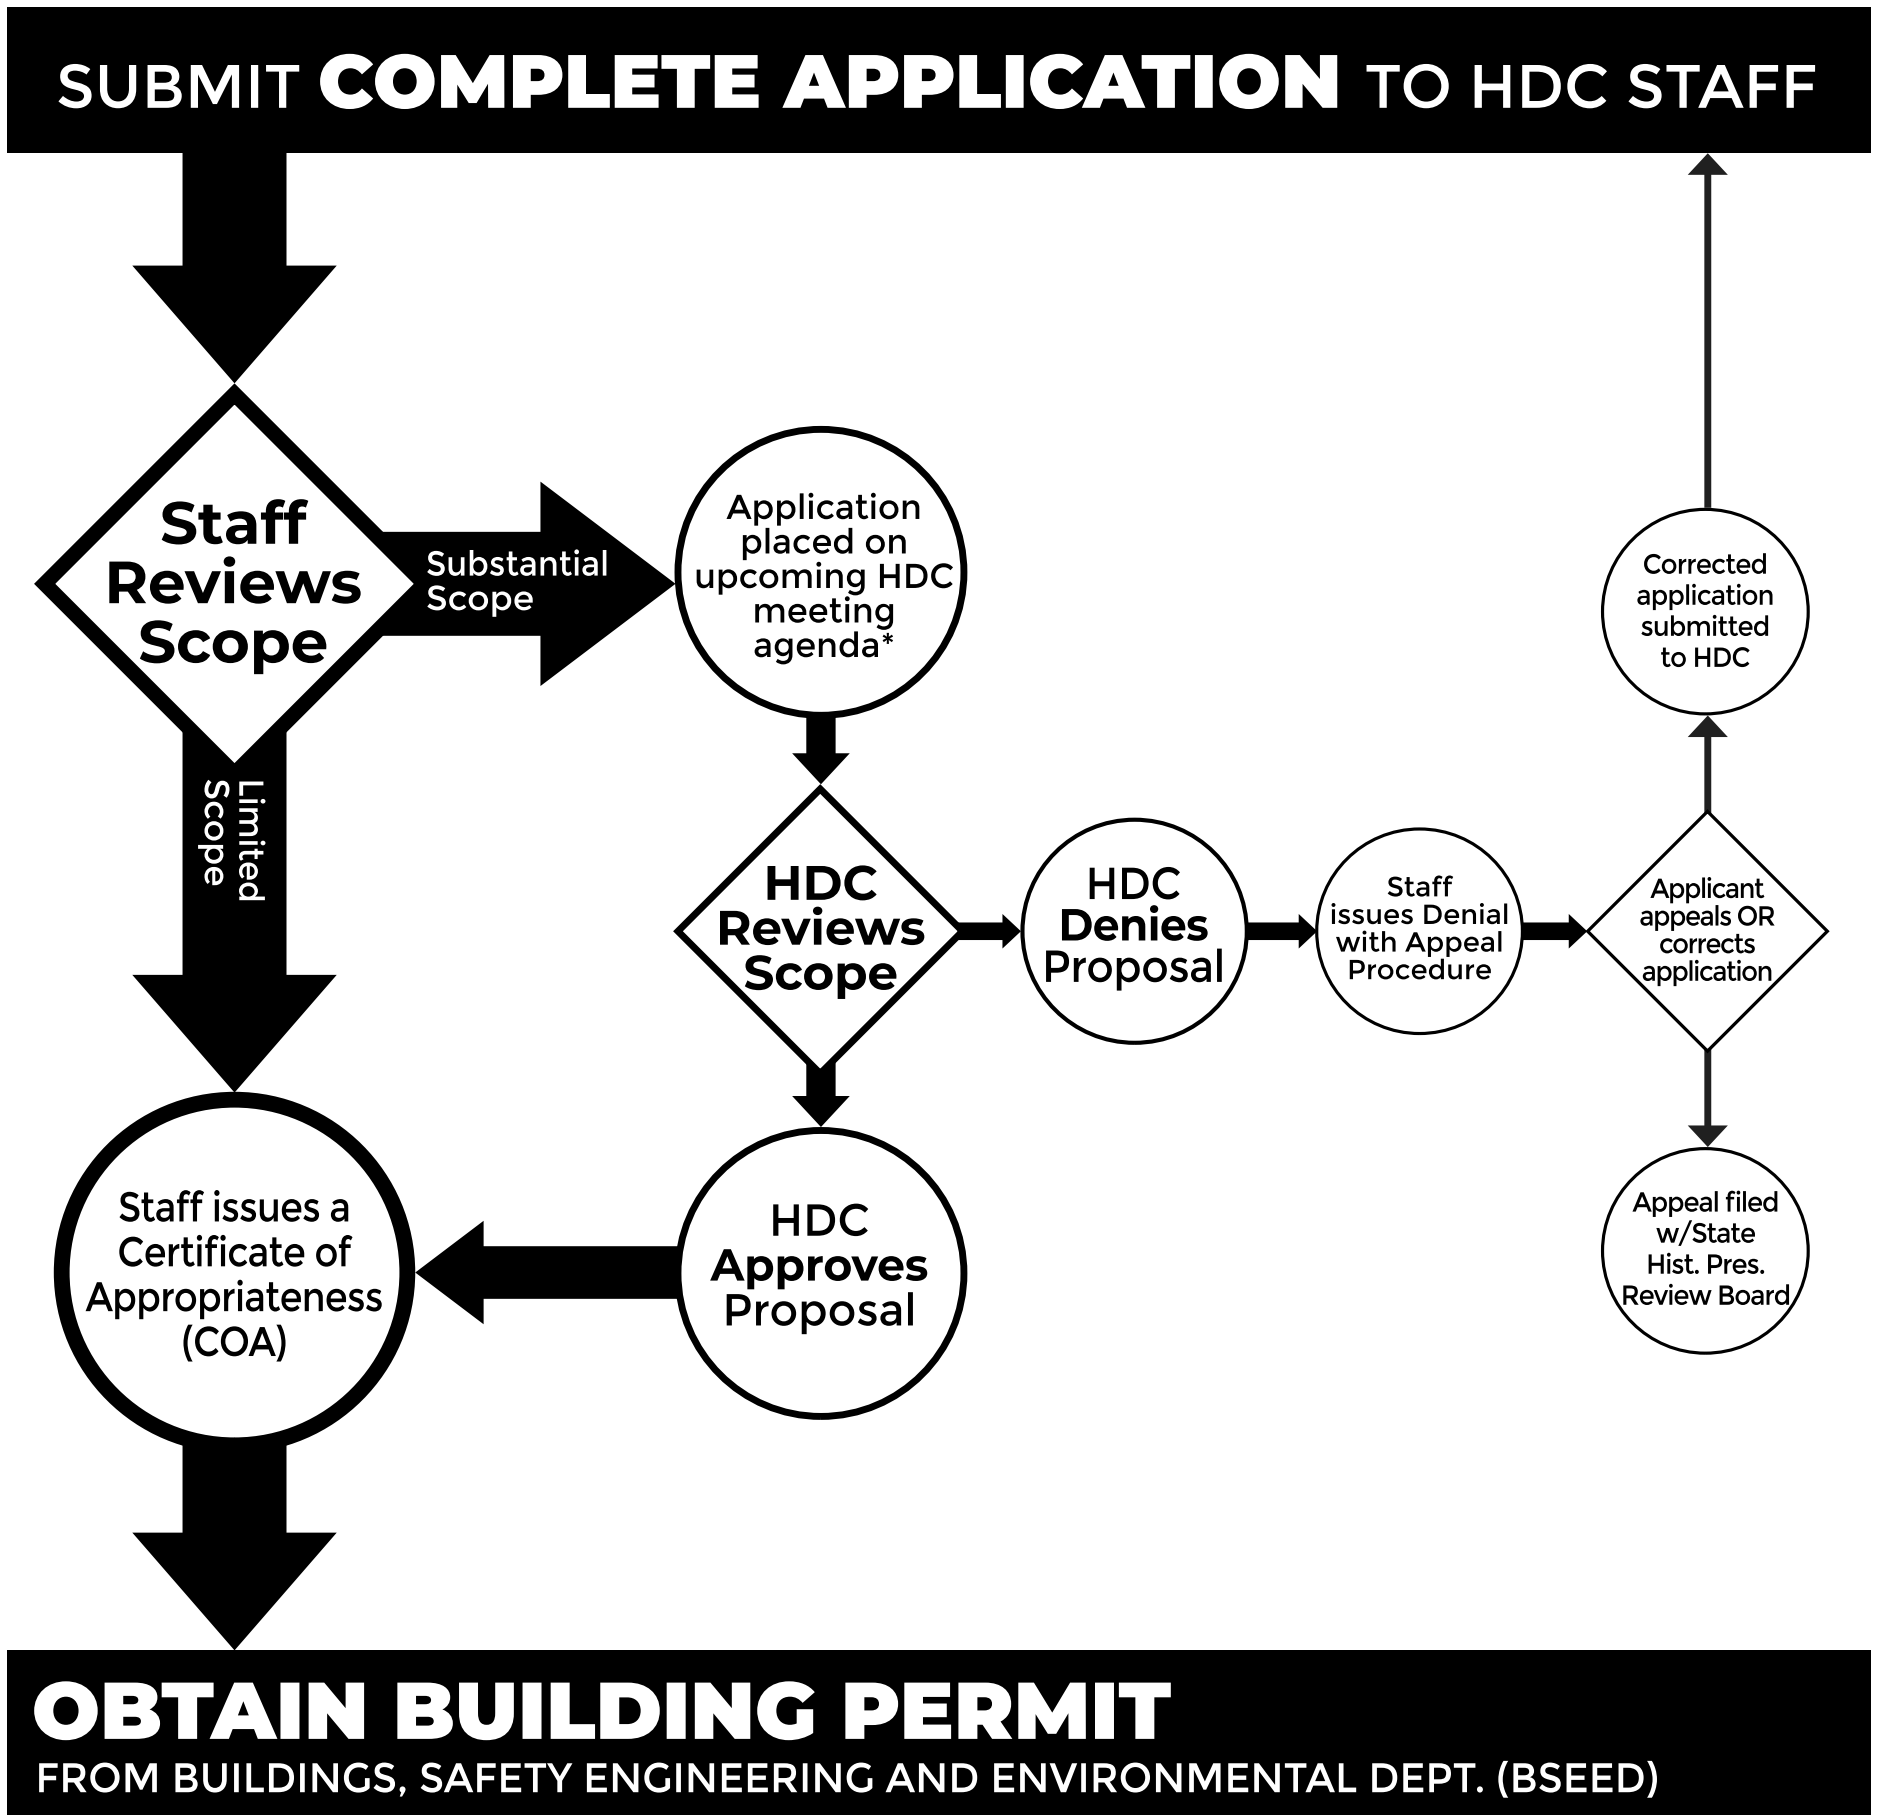 SUBMIT COMPLETE APPLICATION TO HDC STAFF
Staff
Reviews
Scope
Substantial
Scope
Application
placed on
upcoming HDC
meeting
agenda*
Corrected
application
submitted
to HDC
Limited
Scope
HDC
Reviews
Scope
HDC
Denies
Proposal
Staff
issues Denial
with Appeal
Procedure
Applicant
appeals OR
corrects
application
Staff issues a
Certificate of
Appropriateness
(COA)
HDC
Approves
Proposal
Appeal filed
w/State
Hist. Pres.
Review Board
OBTAIN BUILDING PERMIT
FROM BUILDINGS, SAFETY ENGINEERING AND ENVIRONMENTAL DEPT. (BSEED)